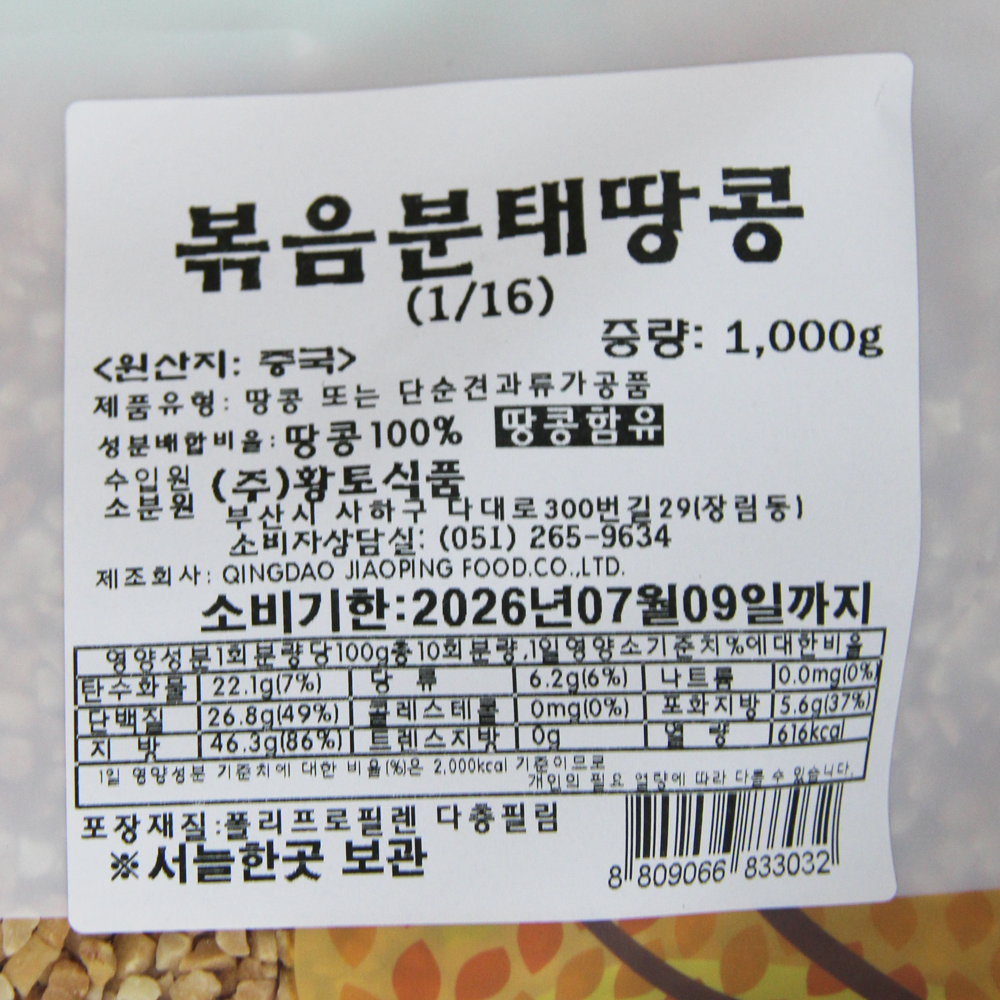 볶음분태땅콩
(1/16)
중량: 1,000g
<원산지: 중국>
제품유형: 땅콩 또는 단순견과류가공품
성분배합비율: 땅콩100% 땅콩함유
수입원 (주)황토식품
소분원 부산시 사하구 다대로300번길29(장림동)
소비자상담실: (051) 265-9634
제조회사: QINGDAO JIAOPING FOOD.CO.,LTD.
소비기한:2026년07월09일까지
영양성분1회분량당100g총10회분량,1일영양소기준치%에대한비율
탄수화물 22.1g(7%) 당 류 6.2g(6%) 나트륨 0.0mg(0%)
단백질 26.8g(49%) 콜레스테롤 0mg(0%) 포화지방 5.6g(37%)
지 방 46.3g(86%) 트렌스지방 0g 열 량 616kcal
1일 영양성분 기준치에 대한 비율(%)은 2,000kcal 기준이므로
개인의 필요 열량에 따라 다를 수 있습니다.
포장재질:폴리프로필렌 다층필림
※서늘한곳 보관
8 809066 833032